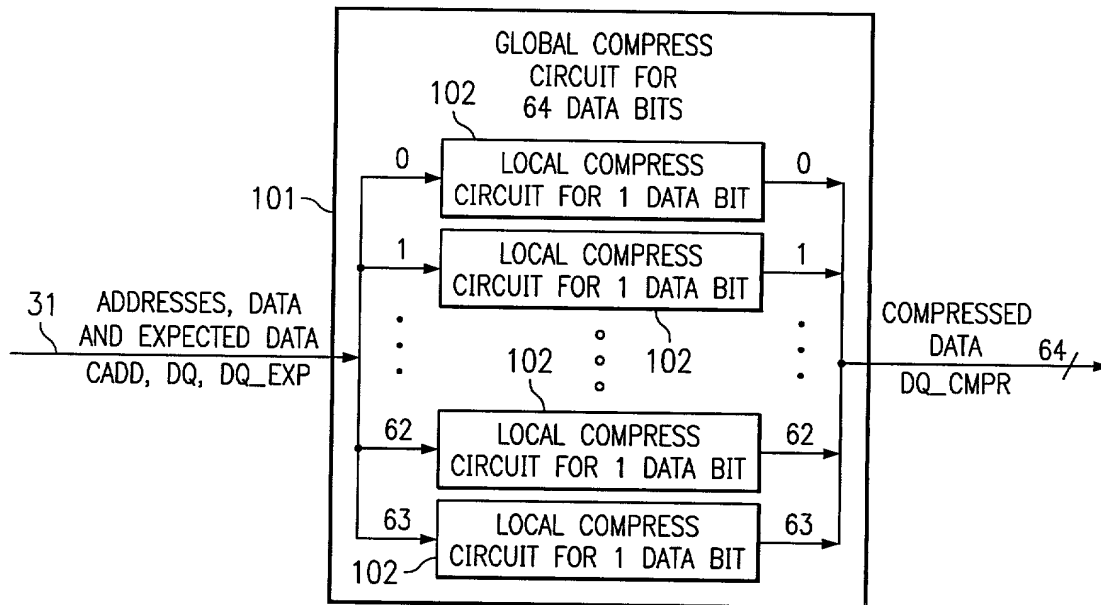 GLOBAL COMPRESS
CIRCUIT FOR
64 DATA BITS
102
0
LOCAL COMPRESS
CIRCUIT FOR 1 DATA BIT
0
101
1
LOCAL COMPRESS
CIRCUIT FOR 1 DATA BIT
1
31
ADDRESSES, DATA
AND EXPECTED DATA
CADD, DQ, DQ_EXP
102
102
COMPRESSED
DATA
64
DQ_CMPR
62
LOCAL COMPRESS
CIRCUIT FOR 1 DATA BIT
62
63
LOCAL COMPRESS
CIRCUIT FOR 1 DATA BIT
63
102